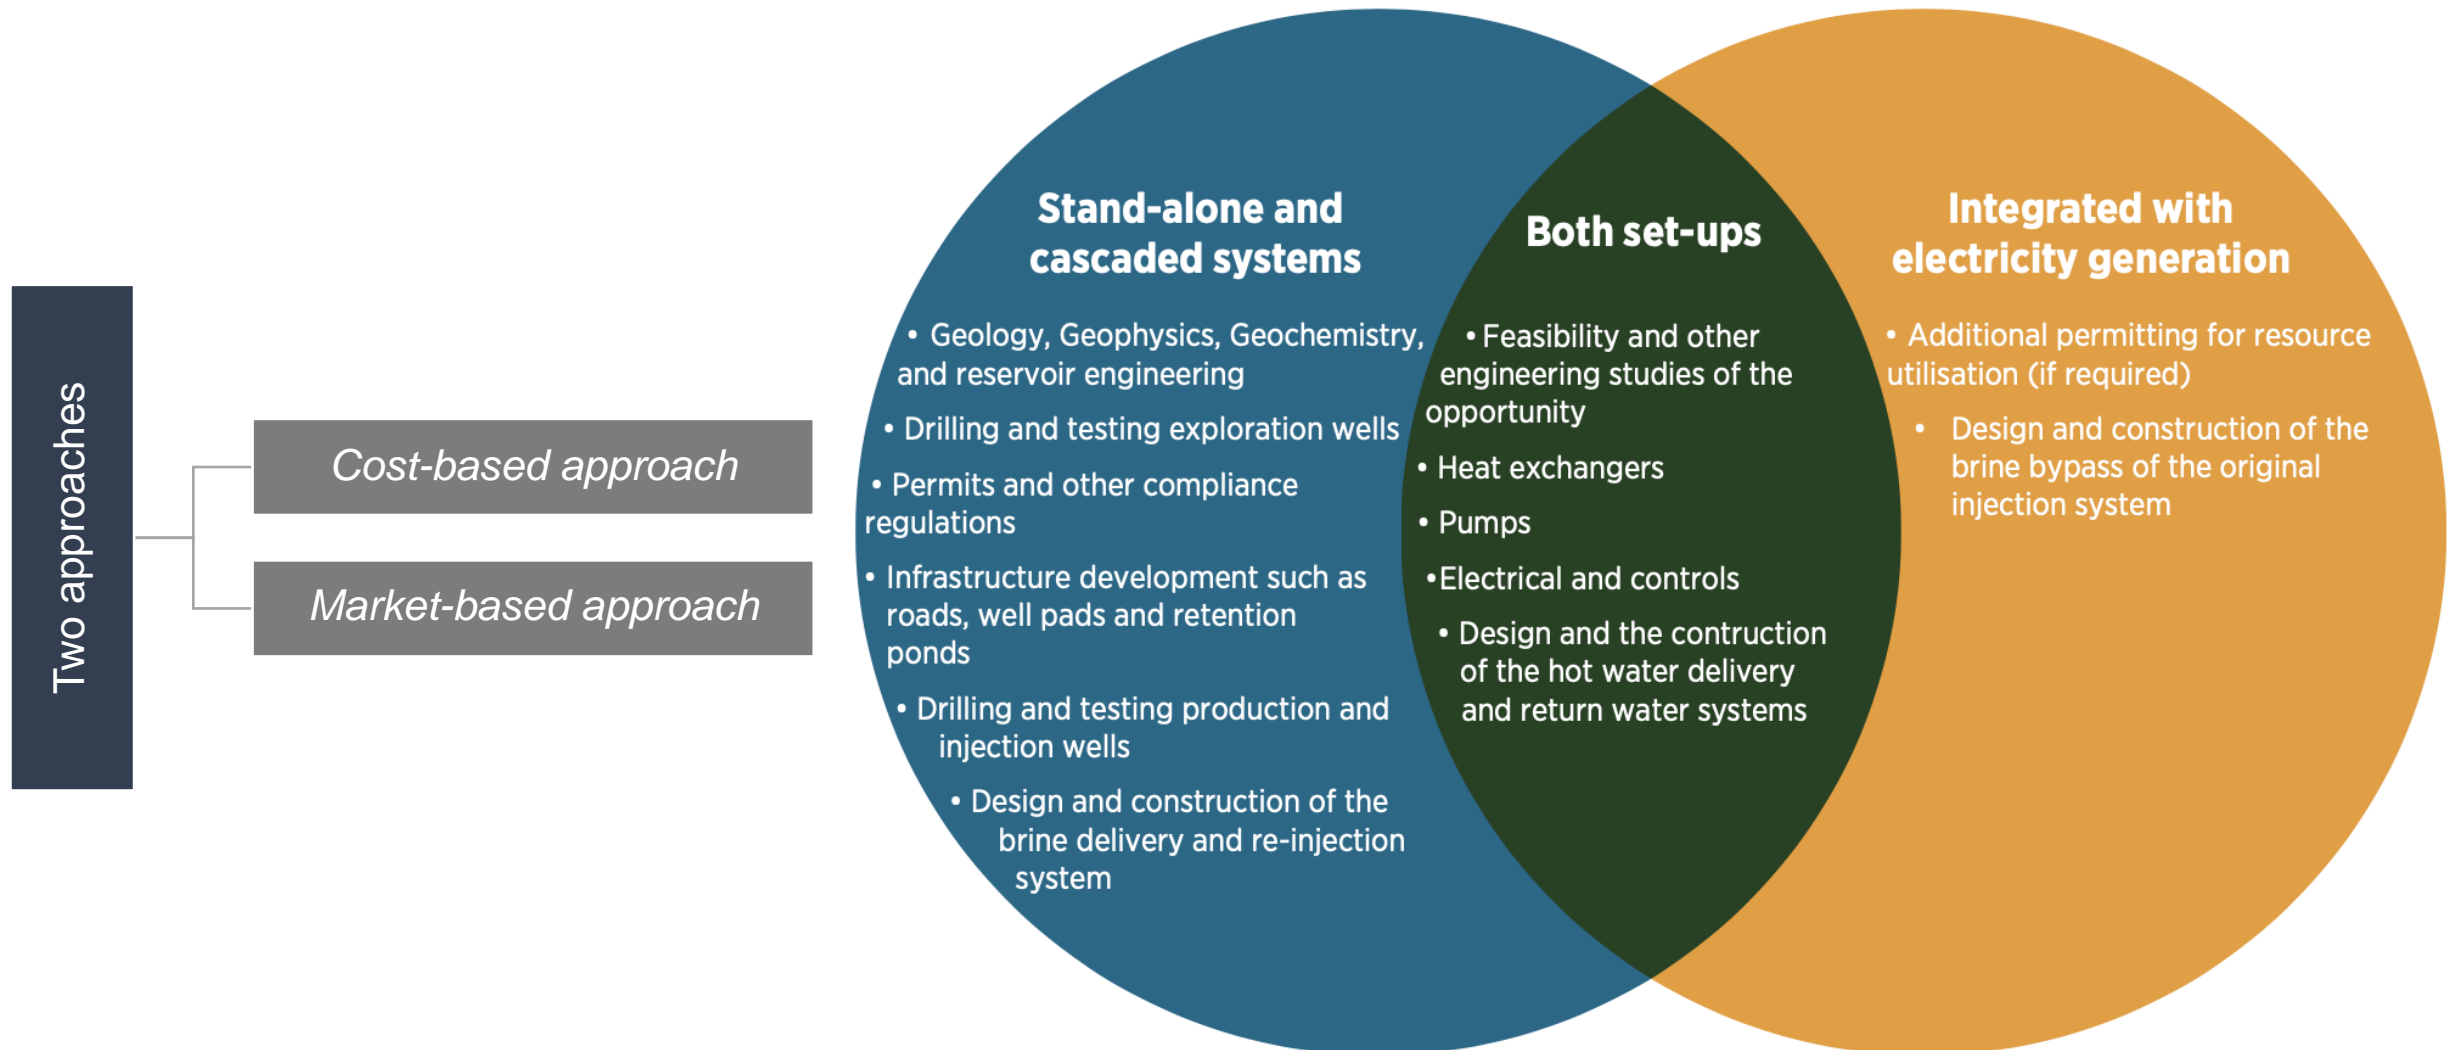 Two approaches
Cost-based approach
Market-based approach
Stand-alone and
cascaded systems
• Geology, Geophysics, Geochemistry,
and reservoir engineering
• Drilling and testing exploration wells
• Permits and other compliance
regulations
• Infrastructure development such as
roads, well pads and retention
ponds
• Drilling and testing production and
injection wells
• Design and construction of the
brine delivery and re-injection
system
Both set-ups
• Feasibility and other
engineering studies of the
opportunity
• Heat exchangers
• Pumps
•Electrical and controls
• Design and the contruction
of the hot water delivery
and return water systems
Integrated with
electricity generation
• Additional permitting for resource
utilisation (if required)
• Design and construction of the
brine bypass of the original
injection system